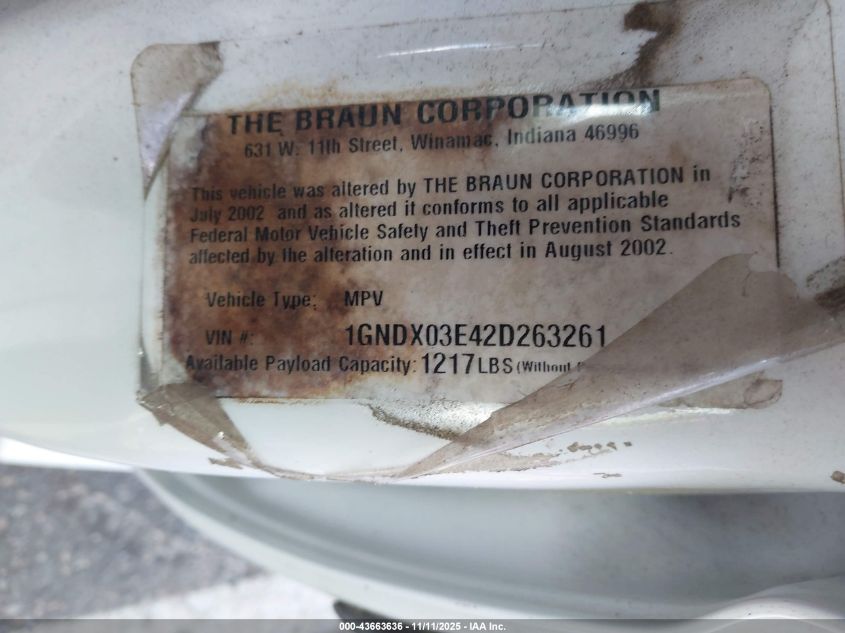 THE BRAUN CORPORATION
631 W. 11th Street, Winamac, Indiana 46996
This vehicle was altered by THE BRAUN CORPORATION in
July 2002 and as altered it conforms to all applicable
Federal Motor Vehicle Safety and Theft Prevention Standards
affected by the alteration and in effect in August 2002.
Vehicle Type: MPV
VIN #: 1GNDX03E42D263261
Available Payload Capacity: 1217LBS (Without
000-43663636 - 11/11/2025 - IAA Inc.